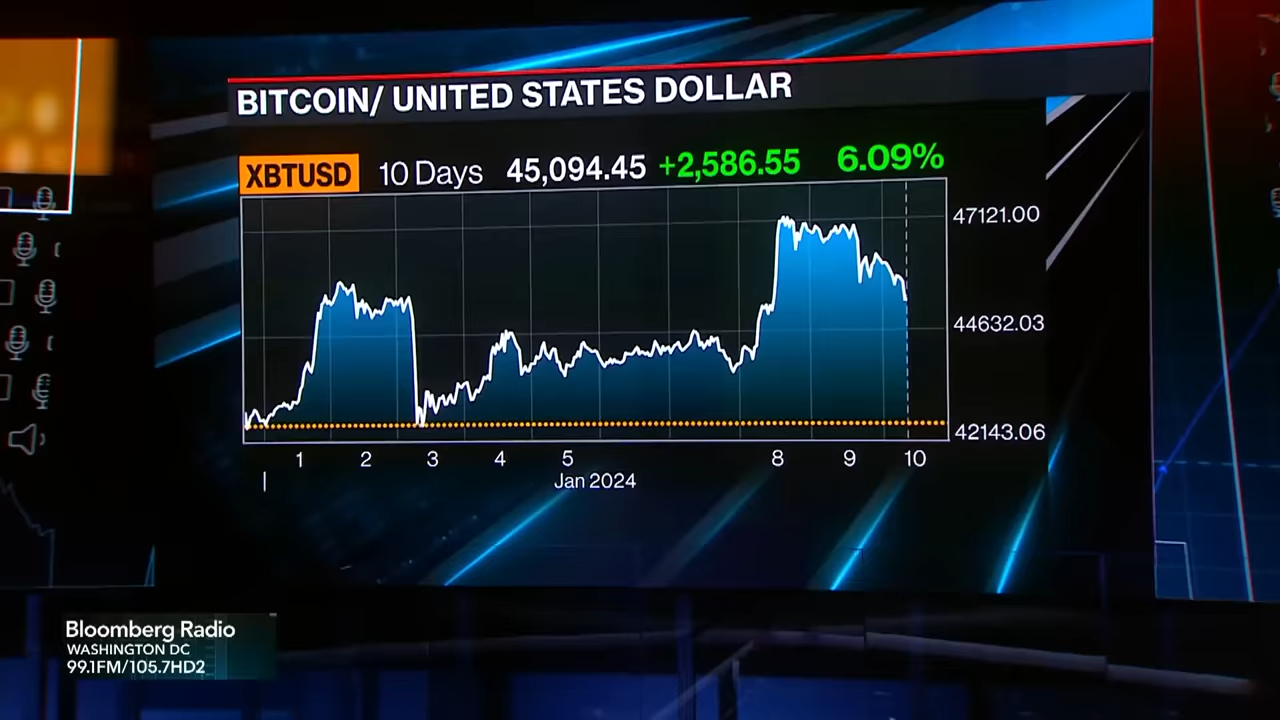 BITCOIN/ UNITED STATES DOLLAR
XBTUSD 10 Days 45,094.45 +2,586.55 6.09%
47121.00
44632.03
42143.06
1 2 3 4 5 8 9 10
Jan 2024
Bloomberg Radio
WASHINGTON DC
99.1FM/105.7HD2